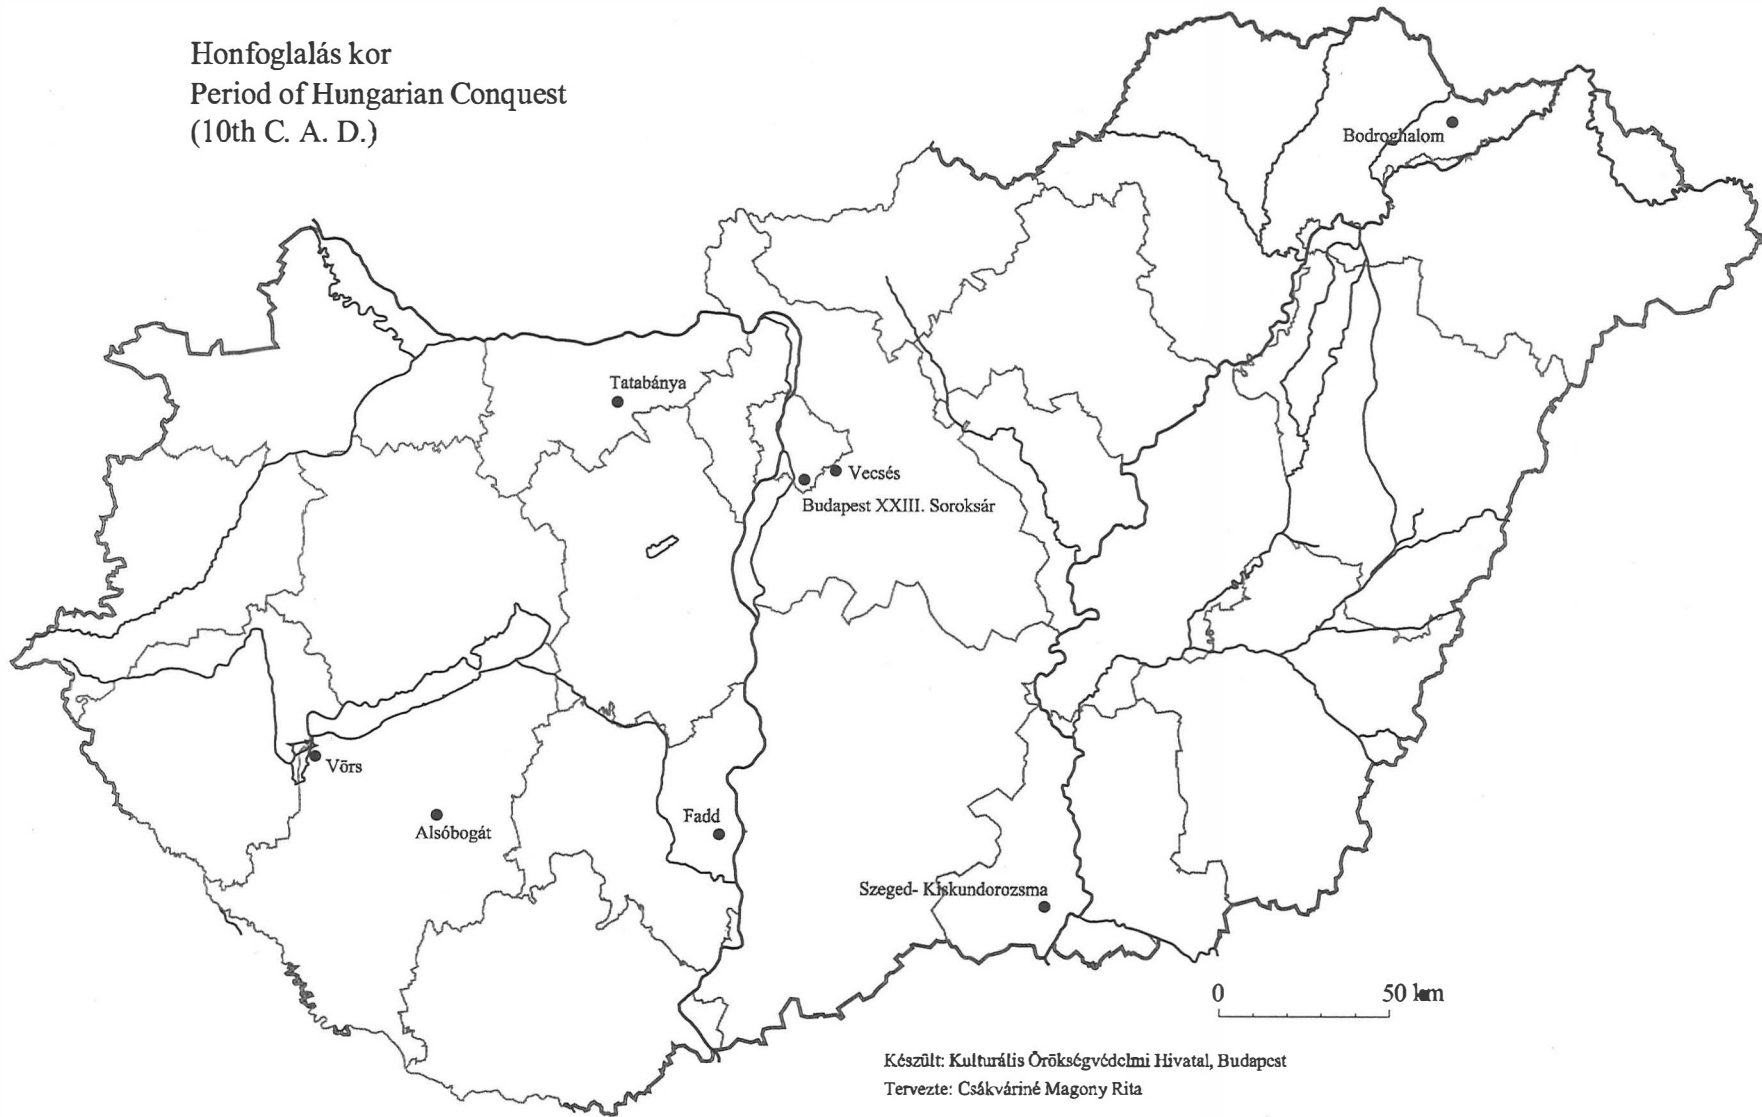 Honfoglalás kor
Period of Hungarian Conquest
(10th C. A. D.)
Bodroghalom
Tatabánya
Vecsés
Budapest XXIII. Soroksár
Vörs
Alsóbogát
Fadd
Szeged- Kiskundorozsma
0 50 km
Készült: Kulturális Örökségvédelmi Hivatal, Budapest
Tervezte: Csákváriné Magony Rita